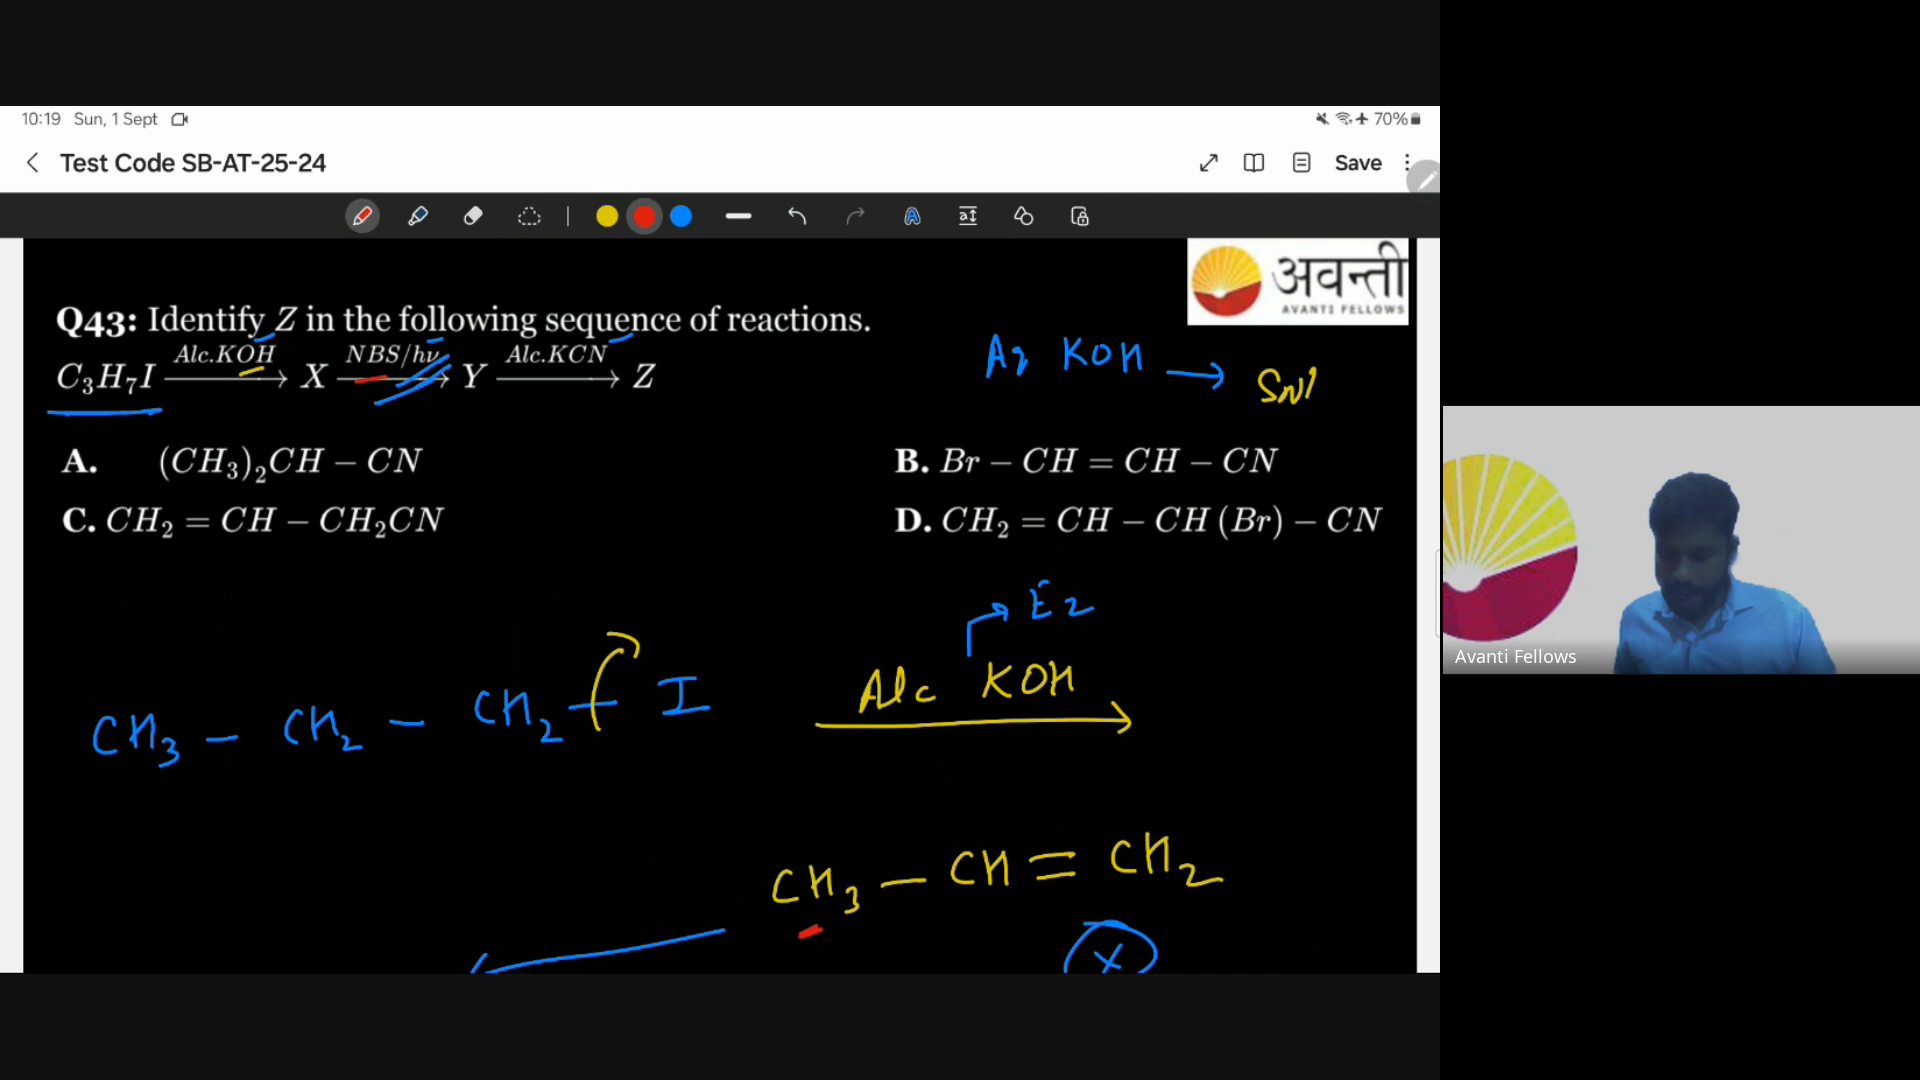 10:19 Sun, 1 Sept 70%
Test Code SB-AT-25-24 Save
अवन्ती
AVANTI FELLOWS
Q43: Identify Z in the following sequence of reactions.
C₃H₇I —Alc.KOH→ X —NBS/hν→ Y —Alc.KCN→ Z
Aq KOH → SN1
A. (CH₃)₂CH − CN
B. Br − CH = CH − CN
C. CH₂ = CH − CH₂CN
D. CH₂ = CH − CH (Br) − CN
E2
CH₃ − CH₂ − CH₂ − I Alc KOH →
CH₃ − CH = CH₂
X
Avanti Fellows